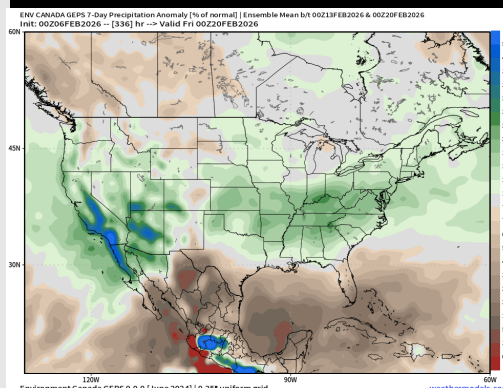 ENV CANADA GEPS 7-Day Precipitation Anomaly [% of normal] | Ensemble Mean b/t 00Z13FEB2026 & 00Z20FEB2026
Init: 00Z06FEB2026 -- [336] hr --> Valid Fri 00Z20FEB2026
60N
45N
30N
120W
90W
60W